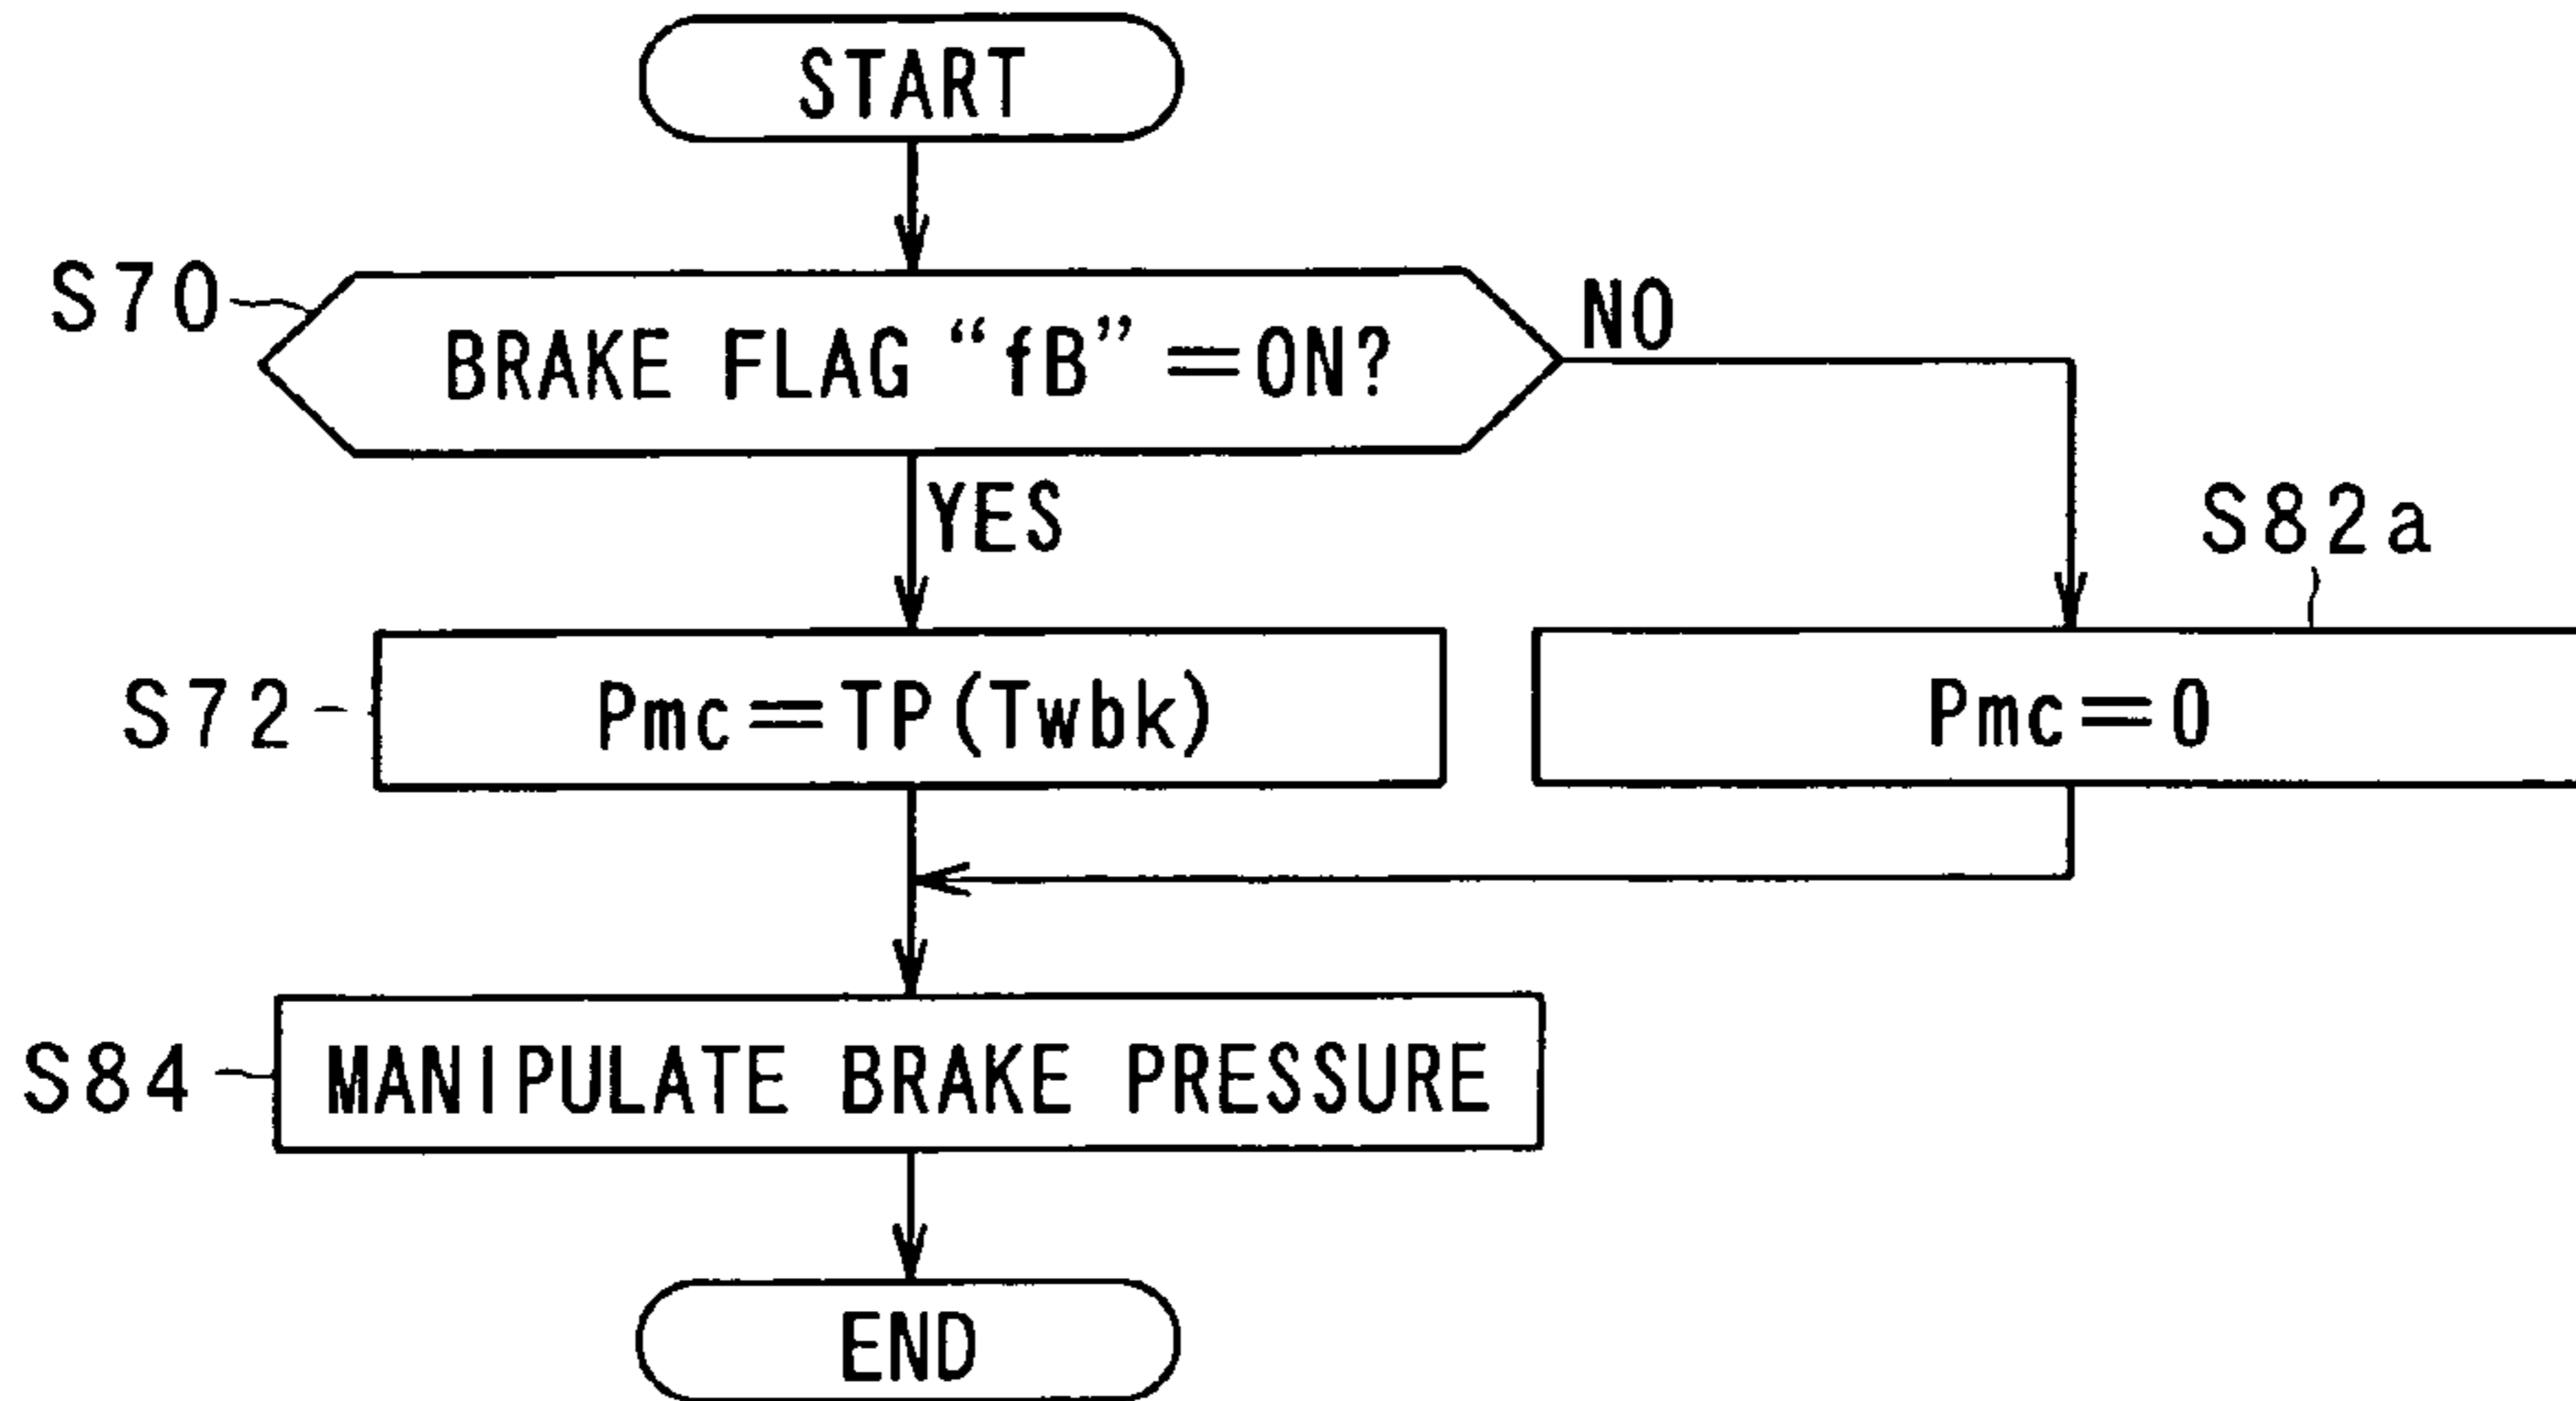 START
S70
BRAKE FLAG “fB”=ON?
NO
YES
S82a
S72
Pmc=TP(Twbk)
Pmc=0
S84
MANIPULATE BRAKE PRESSURE
END